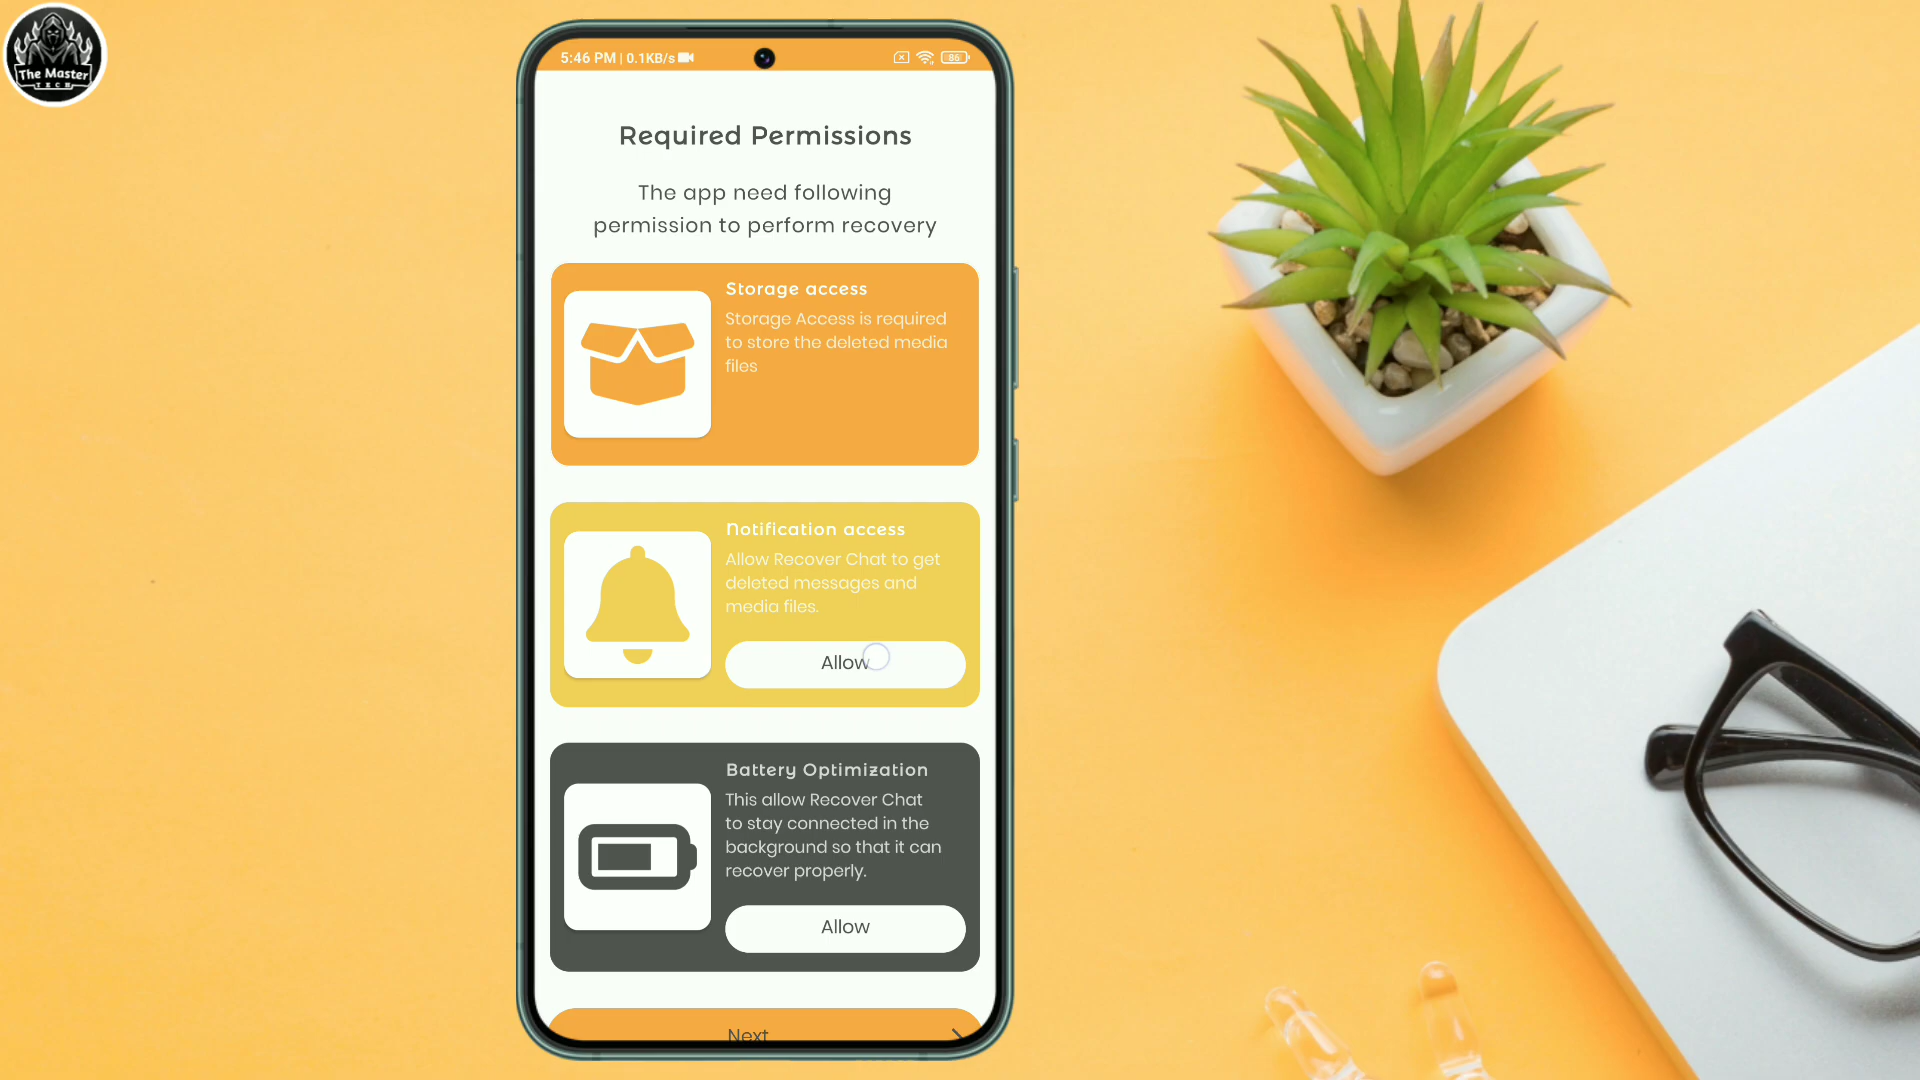 The Master
TECH
5:46 PM | 0.1KB/s
86
Required Permissions
The app need following
permission to perform recovery
Storage access
Storage Access is required
to store the deleted media
files
Notification access
Allow Recover Chat to get
deleted messages and
media files.
Allow
Battery Optimization
This allow Recover Chat
to stay connected in the
background so that it can
recover properly.
Allow
Next